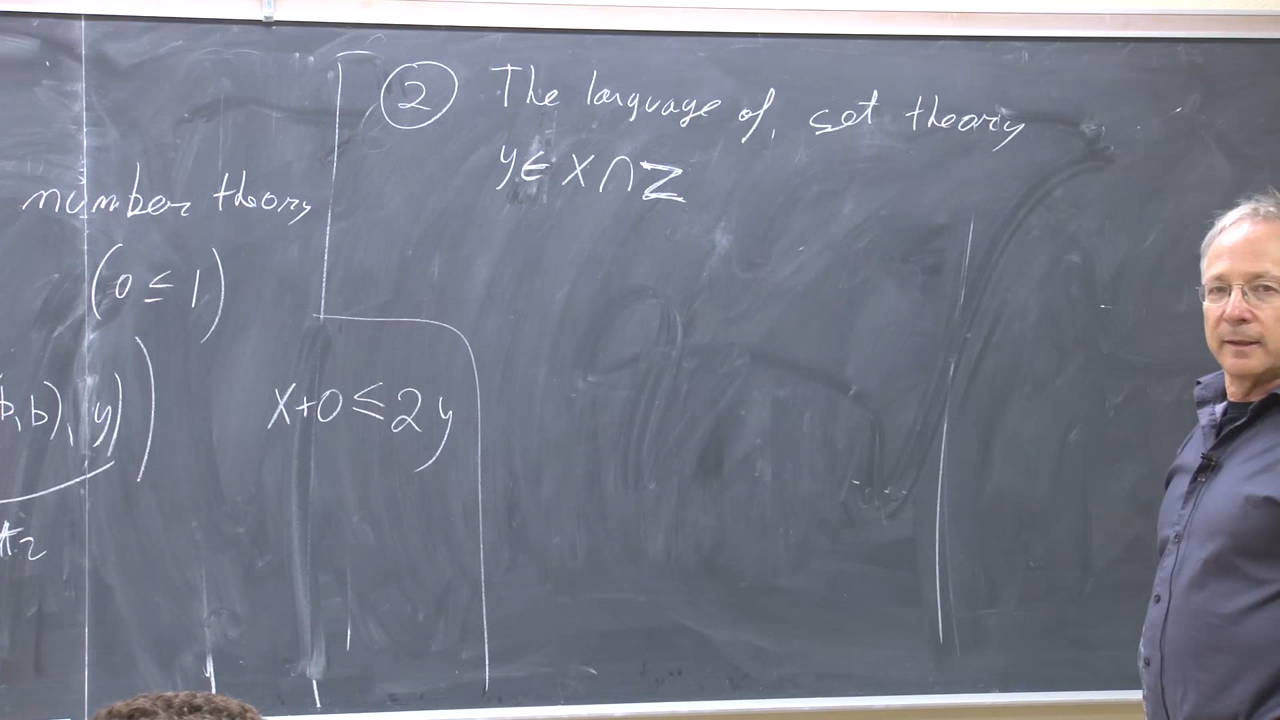 number theory
(0 ≤ 1)
b, b), y))
X+0 ≤ 2y
② The language of set theory
y ∈ X ∩ Z